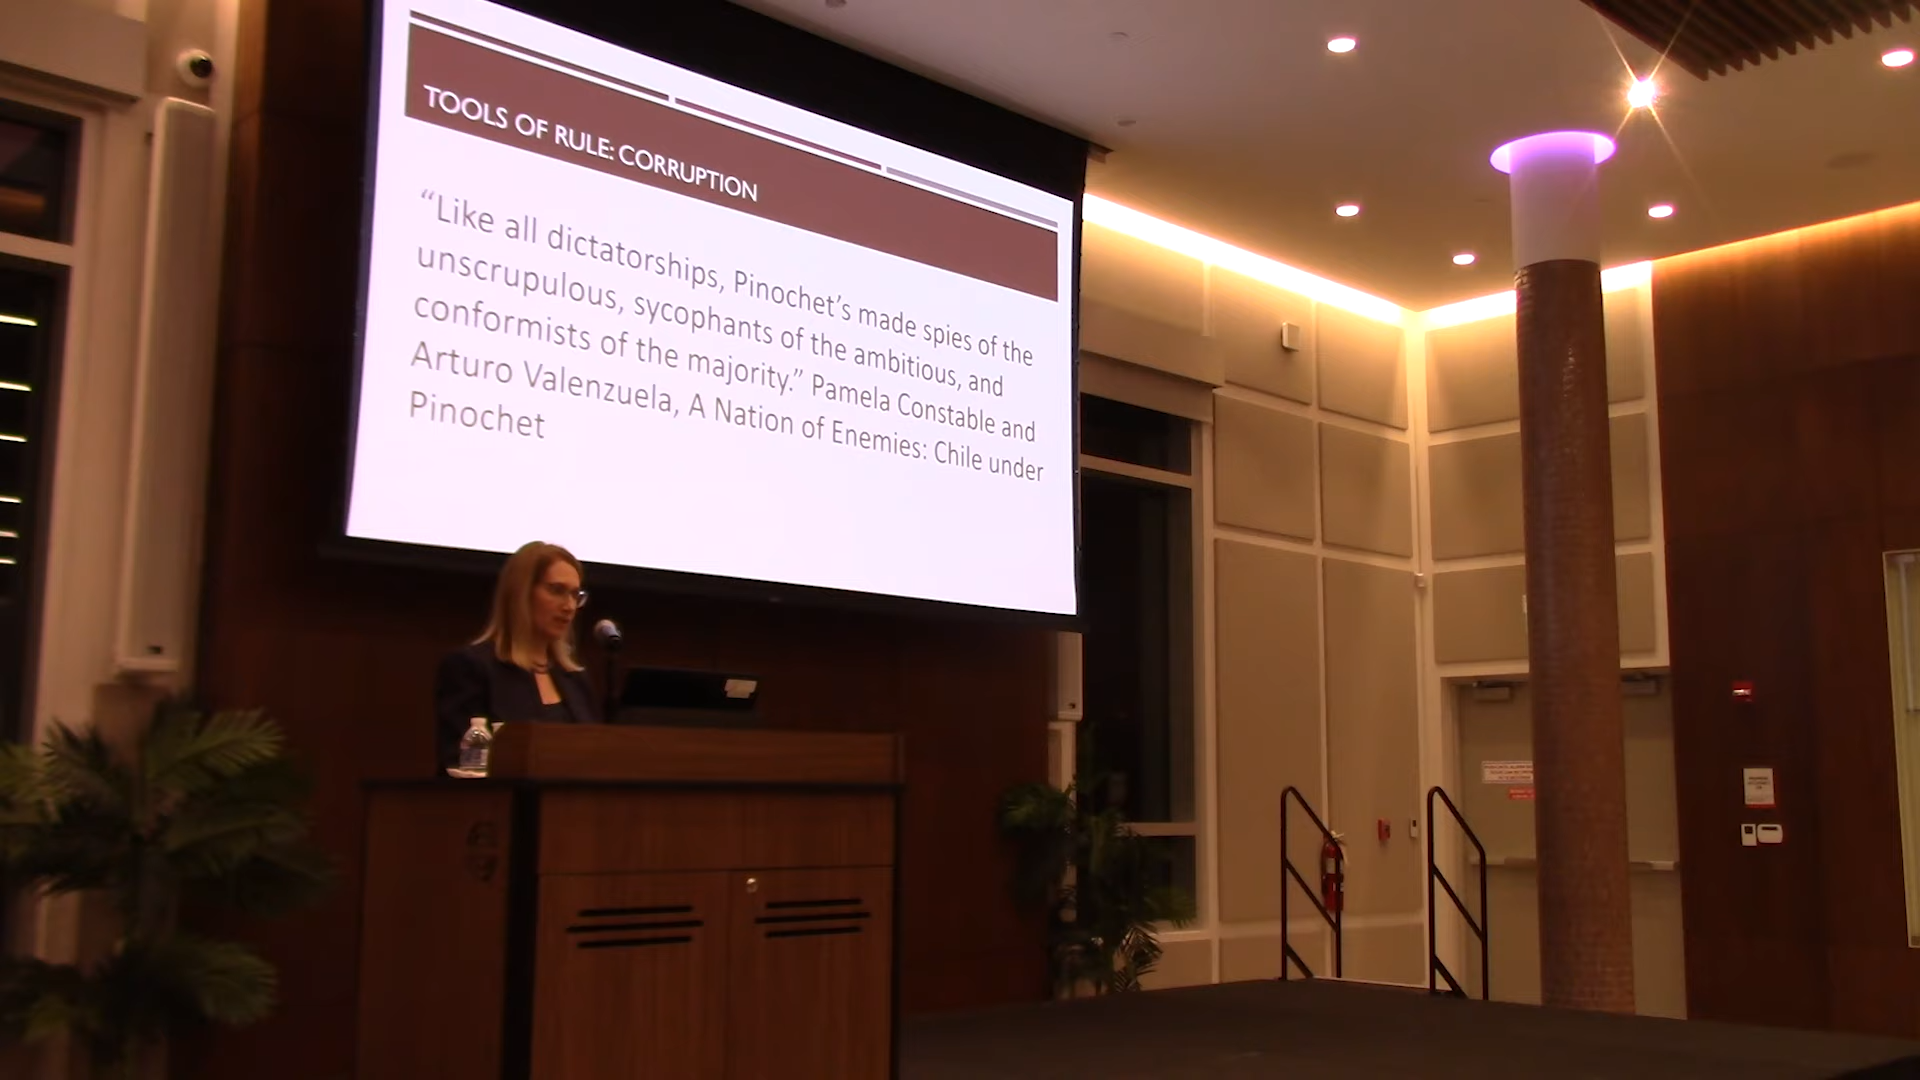 TOOLS OF RULE: CORRUPTION
“Like all dictatorships, Pinochet’s made spies of the
unscrupulous, sycophants of the ambitious, and
conformists of the majority.” Pamela Constable and
Arturo Valenzuela, A Nation of Enemies: Chile under
Pinochet